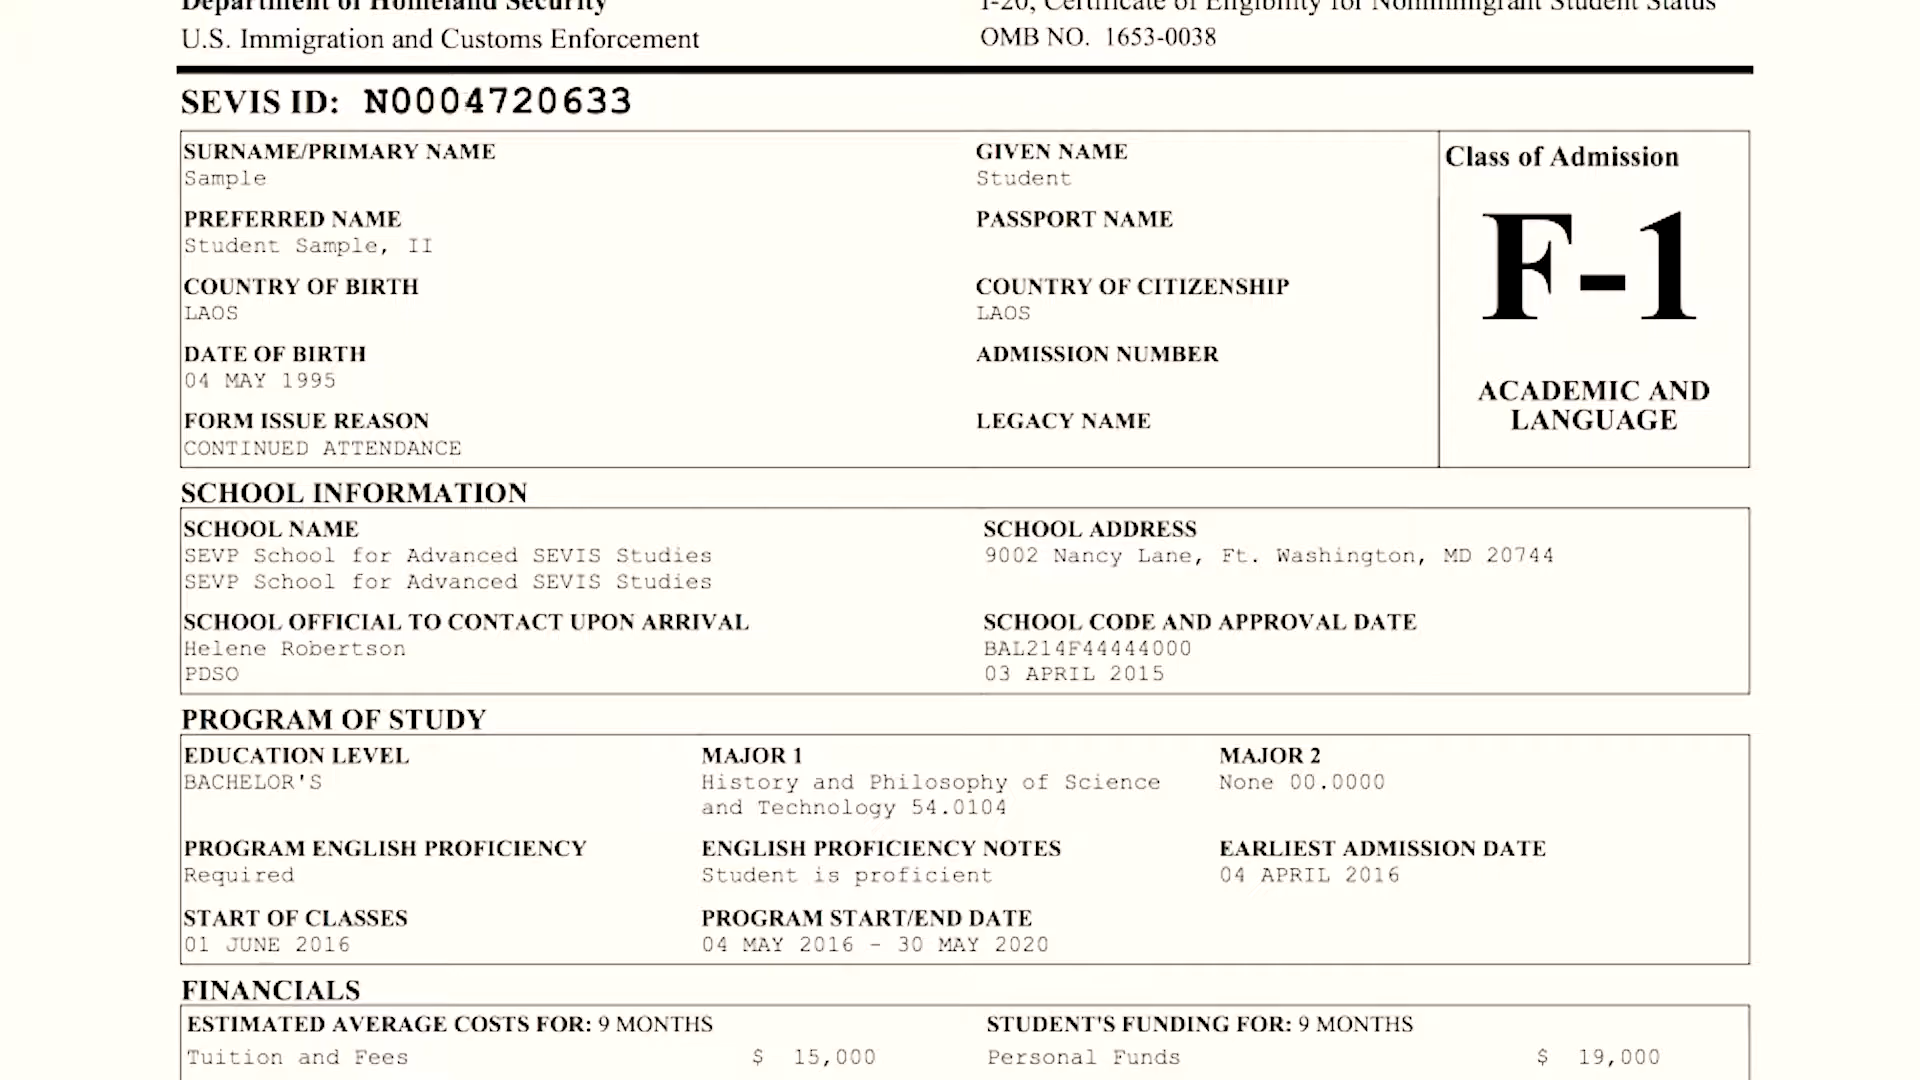 Department of Homeland Security
I-20, Certificate of Eligibility for Nonimmigrant Student Status
U.S. Immigration and Customs Enforcement
OMB NO. 1653-0038
SEVIS ID: N0004720633
SURNAME/PRIMARY NAME
Sample
GIVEN NAME
Student
Class of Admission
PREFERRED NAME
Student Sample, II
PASSPORT NAME
F-1
COUNTRY OF BIRTH
LAOS
COUNTRY OF CITIZENSHIP
LAOS
DATE OF BIRTH
04 MAY 1995
ADMISSION NUMBER
ACADEMIC AND
LANGUAGE
FORM ISSUE REASON
CONTINUED ATTENDANCE
LEGACY NAME
SCHOOL INFORMATION
SCHOOL NAME
SEVP School for Advanced SEVIS Studies
SEVP School for Advanced SEVIS Studies
SCHOOL ADDRESS
9002 Nancy Lane, Ft. Washington, MD 20744
SCHOOL OFFICIAL TO CONTACT UPON ARRIVAL
Helene Robertson
PDSO
SCHOOL CODE AND APPROVAL DATE
BAL214F44444000
03 APRIL 2015
PROGRAM OF STUDY
EDUCATION LEVEL
BACHELOR'S
MAJOR 1
History and Philosophy of Science
and Technology 54.0104
MAJOR 2
None 00.0000
PROGRAM ENGLISH PROFICIENCY
Required
ENGLISH PROFICIENCY NOTES
Student is proficient
EARLIEST ADMISSION DATE
04 APRIL 2016
START OF CLASSES
01 JUNE 2016
PROGRAM START/END DATE
04 MAY 2016 - 30 MAY 2020
FINANCIALS
ESTIMATED AVERAGE COSTS FOR: 9 MONTHS
STUDENT'S FUNDING FOR: 9 MONTHS
Tuition and Fees $ 15,000
Personal Funds $ 19,000